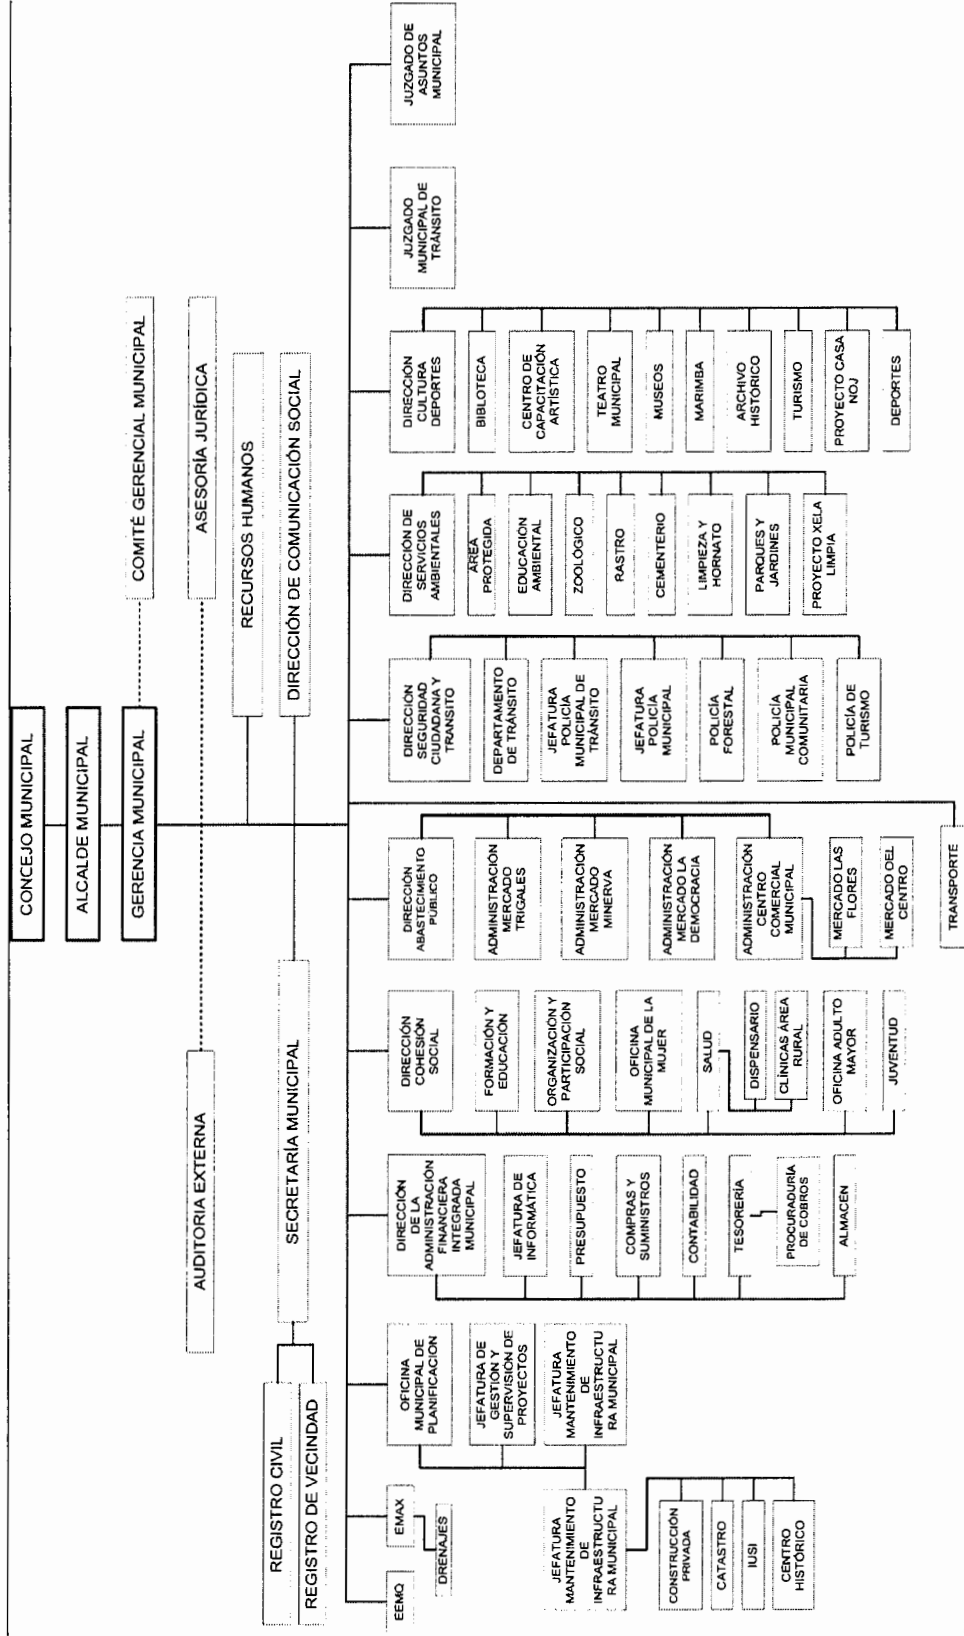 CONCEJO MUNICIPAL
ALCALDE MUNICIPAL
GERENCIA MUNICIPAL
COMITÉ GERENCIAL MUNICIPAL
AUDITORIA EXTERNA
ASESORÍA JURÍDICA
RECURSOS HUMANOS
SECRETARÍA MUNICIPAL
DIRECCIÓN DE COMUNICACIÓN SOCIAL
REGISTRO CIVIL
REGISTRO DE VECINDAD
EEMQ
EMAX
DRENAJES
OFICINA
MUNICIPAL DE
PLANIFICACION
JEFATURA DE
GESTIÓN Y
SUPERVISIÓN DE
PROYECTOS
JEFATURA
MANTENIMIENTO
DE
INFRAESTRUCTU
RA MUNICIPAL
JEFATURA
MANTENIMIENTO
DE
INFRAESTRUCTU
RA MUNICIPAL
CONSTRUCCIÓN
PRIVADA
CATASTRO
IUSI
CENTRO
HISTÓRICO
DIRECCIÓN
DE LA
ADMINISTRACIÓN
FINANCIERA
INTEGRADA
MUNICIPAL
JEFATURA DE
INFORMÁTICA
PRESUPUESTO
COMPRAS Y
SUMINISTROS
CONTABILIDAD
TESORERÍA
PROCURADURÍA
DE COBROS
ALMACÉN
DIRECCIÓN
COHESIÓN
SOCIAL
FORMACIÓN Y
EDUCACIÓN
ORGANIZACIÓN Y
PARTICIPACIÓN
SOCIAL
OFICINA
MUNICIPAL DE LA
MUJER
SALUD
DISPENSARIO
CLÍNICAS ÁREA
RURAL
OFICINA ADULTO
MAYOR
JUVENTUD
DIRECCIÓN
ABASTECIMIENTO
PÚBLICO
ADMINISTRACIÓN
MERCADO
TRIGALES
ADMINISTRACIÓN
MERCADO
MINERVA
ADMINISTRACIÓN
MERCADO LA
DEMOCRACIA
ADMINISTRACIÓN
CENTRO
COMERCIAL
MUNICIPAL
MERCADO LAS
FLORES
MERCADO DEL
CENTRO
TRANSPORTE
DIRECCIÓN
SEGURIDAD
CIUDADANA Y
TRANSITO
DEPARTAMENTO
DE TRÁNSITO
JEFATURA
POLICÍA
MUNICIPAL DE
TRÁNSITO
JEFATURA
POLICÍA
MUNICIPAL
POLICÍA
FORESTAL
POLICÍA
MUNICIPAL
COMUNITARIA
POLICÍA DE
TURISMO
DIRECCIÓN DE
SERVICIOS
AMBIENTALES
ÁREA
PROTEGIDA
EDUCACIÓN
AMBIENTAL
ZOOLÓGICO
RASTRO
CEMENTERIO
LIMPIEZA Y
HORNATO
PARQUES Y
JARDINES
PROYECTO XELA
LIMPIA
DIRECCIÓN
CULTURA
DEPORTES
BIBLIOTECA
CENTRO DE
CAPACITACIÓN
ARTÍSTICA
TEATRO
MUNICIPAL
MUSEOS
MARIMBA
ARCHIVO
HISTÓRICO
TURISMO
PROYECTO CASA
NOJ
DEPORTES
JUZGADO
MUNICIPAL DE
TRÁNSITO
JUZGADO DE
ASUNTOS
MUNICIPAL